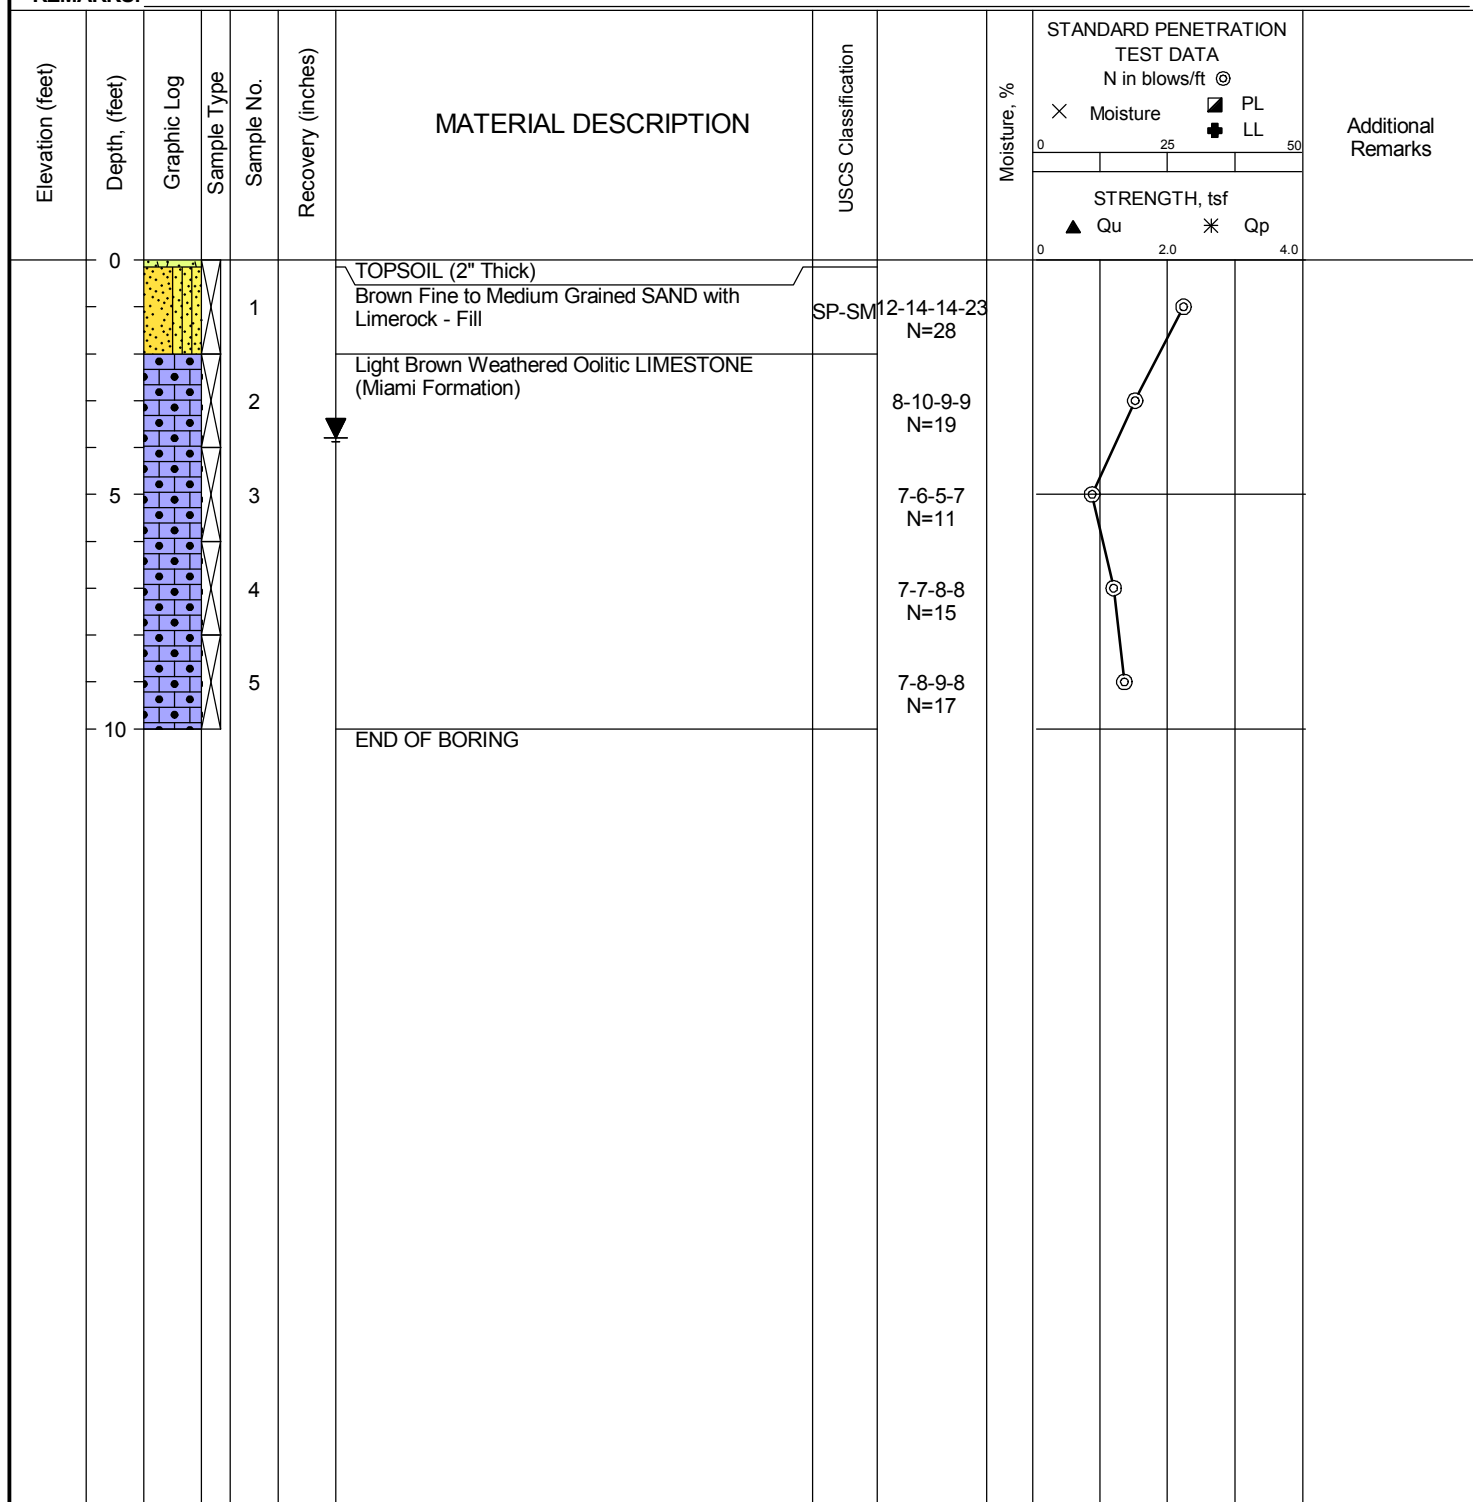 REMARKS:
Elevation (feet)
Depth, (feet)
Graphic Log
Sample Type
Sample No.
Recovery (inches)
MATERIAL DESCRIPTION
USCS Classification
Moisture, %
STANDARD PENETRATION
TEST DATA
N in blows/ft
Moisture
PL
LL
0 25 50
STRENGTH, tsf
Qu Qp
0 2.0 4.0
Additional
Remarks
0
TOPSOIL (2" Thick)
1
Brown Fine to Medium Grained SAND with
Limerock - Fill
SP-SM
12-14-14-23
N=28
Light Brown Weathered Oolitic LIMESTONE
(Miami Formation)
2
8-10-9-9
N=19
5
3
7-6-5-7
N=11
4
7-7-8-8
N=15
5
7-8-9-8
N=17
10
END OF BORING